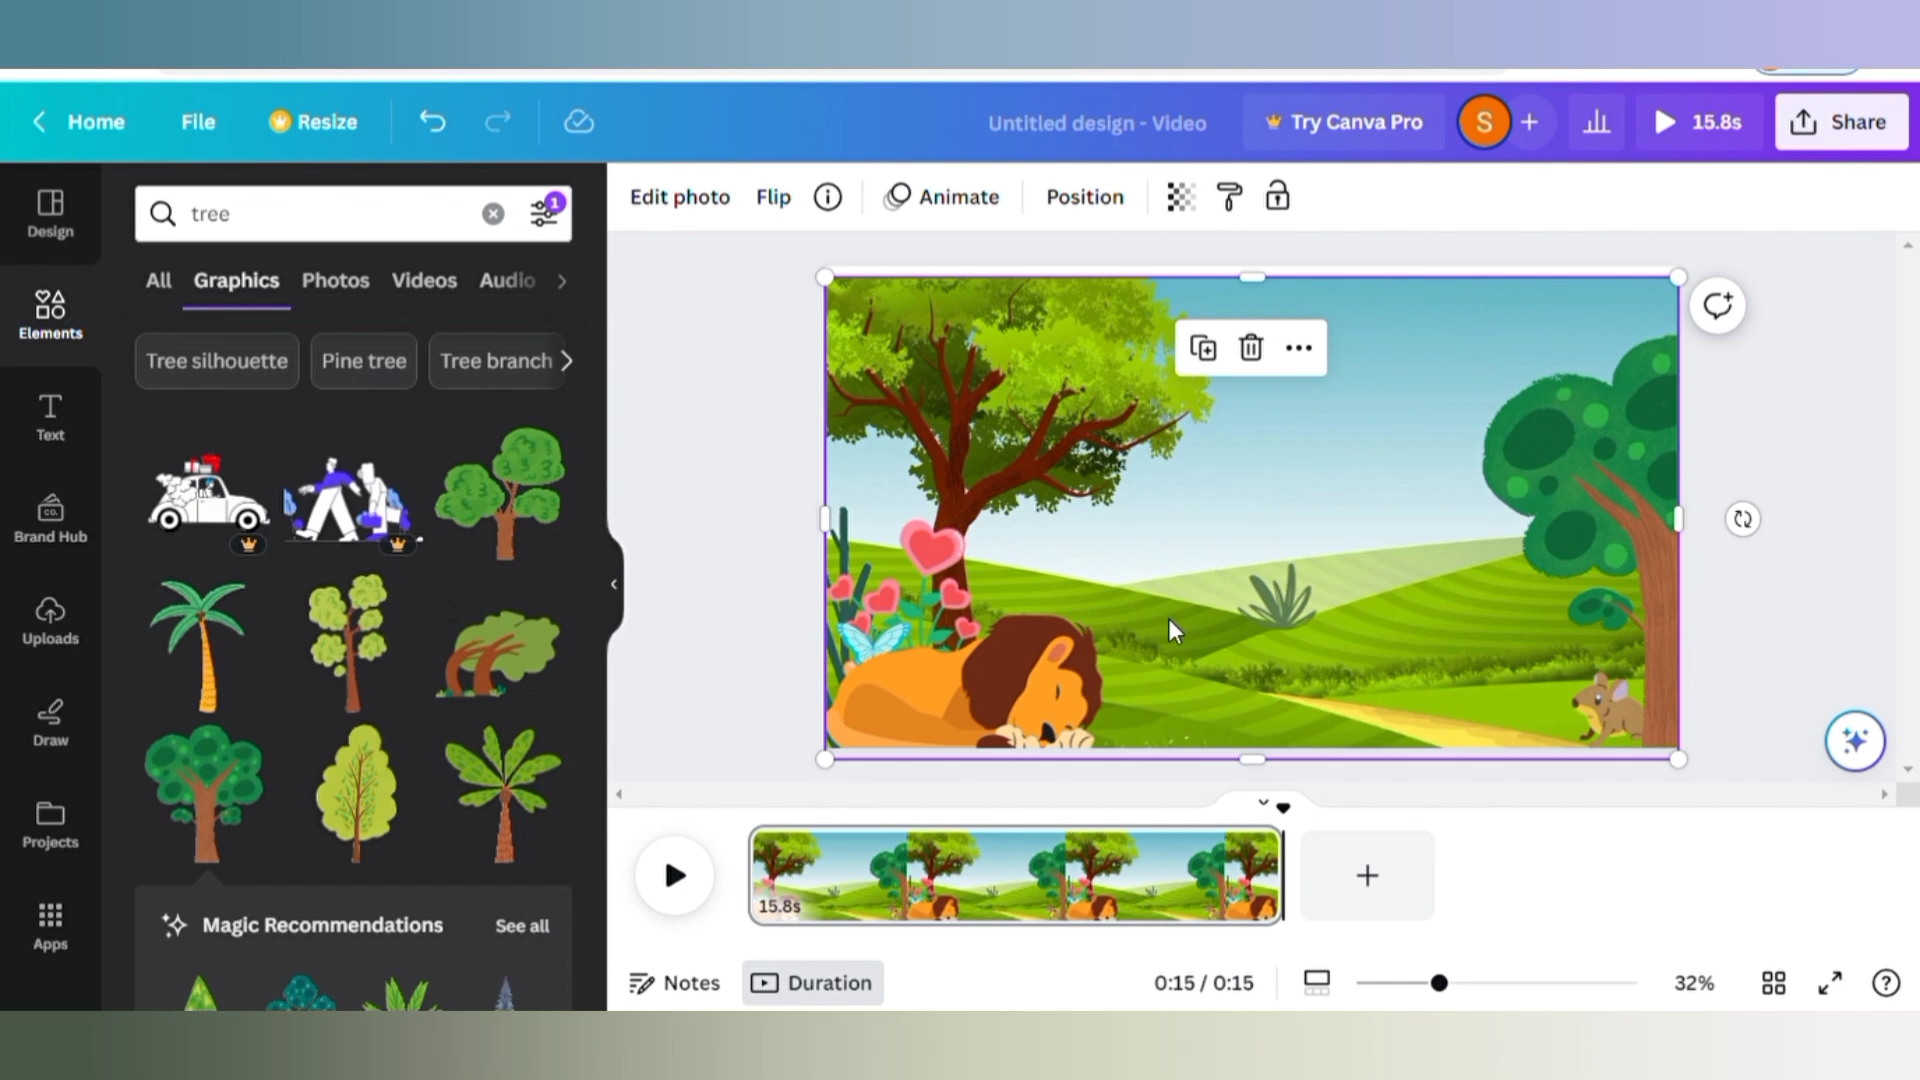 Home File Resize Untitled design - Video Try Canva Pro S 15.8s Share
Design
Elements
Text
CO.
Brand Hub
Uploads
Draw
Projects
Apps
tree
1
All Graphics Photos Videos Audio
Tree silhouette Pine tree Tree branch
Magic Recommendations See all
Edit photo Flip Animate Position
15.8s
Notes Duration 0:15 / 0:15 32%